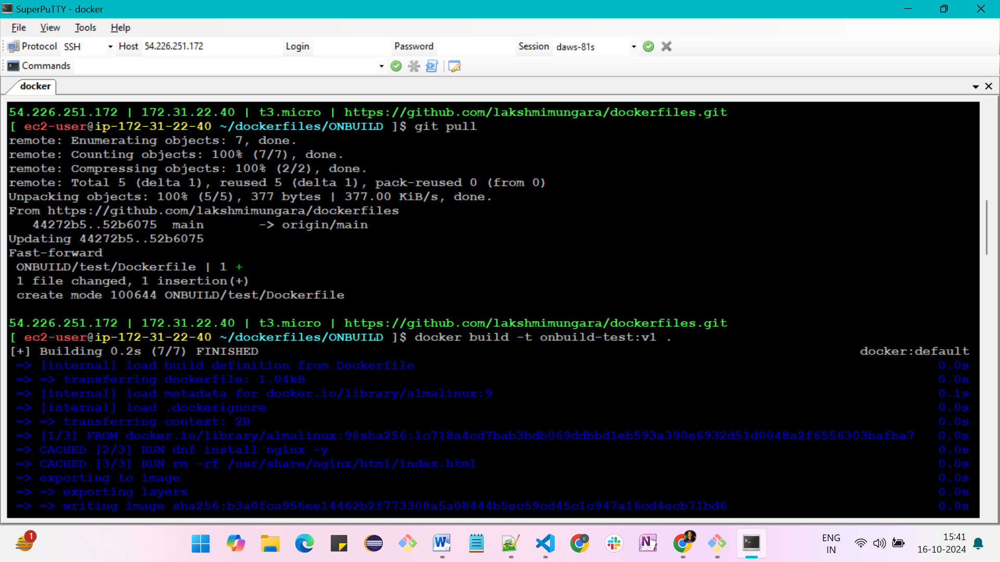 SuperPuTTY - docker
File View Tools Help
Protocol SSH Host 54.226.251.172 Login Password Session daws-81s
Commands
docker
54.226.251.172 | 172.31.22.40 | t3.micro | https://github.com/lakshmimungara/dockerfiles.git
[ ec2-user@ip-172-31-22-40 ~/dockerfiles/ONBUILD ]$ git pull
remote: Enumerating objects: 7, done.
remote: Counting objects: 100% (7/7), done.
remote: Compressing objects: 100% (2/2), done.
remote: Total 5 (delta 1), reused 5 (delta 1), pack-reused 0 (from 0)
Unpacking objects: 100% (5/5), 377 bytes | 377.00 KiB/s, done.
From https://github.com/lakshmimungara/dockerfiles
   44272b5..52b6075  main       -> origin/main
Updating 44272b5..52b6075
Fast-forward
 ONBUILD/test/Dockerfile | 1 +
 1 file changed, 1 insertion(+)
 create mode 100644 ONBUILD/test/Dockerfile
54.226.251.172 | 172.31.22.40 | t3.micro | https://github.com/lakshmimungara/dockerfiles.git
[ ec2-user@ip-172-31-22-40 ~/dockerfiles/ONBUILD ]$ docker build -t onbuild-test:v1 .
[+] Building 0.2s (7/7) FINISHED docker:default
 => [internal] load build definition from Dockerfile 0.0s
 => => transferring dockerfile: 1.04kB 0.0s
 => [internal] load metadata for docker.io/library/almalinux:9 0.1s
 => [internal] load .dockerignore 0.0s
 => => transferring context: 2B 0.0s
 => [1/3] FROM docker.io/library/almalinux:9@sha256:1c718a4cd7bab3bdb069ddbbd1eb593a390e6932d51d0048a2f6556303bafba7 0.0s
 => CACHED [2/3] RUN dnf install nginx -y 0.0s
 => CACHED [3/3] RUN rm -rf /usr/share/nginx/html/index.html 0.0s
 => exporting to image 0.0s
 => => exporting layers 0.0s
 => => writing image sha256:b3a0fca956ee14462b2f773308a5a08444b5ec59cd45c1c947a16cd4ecb71bd6 0.0s
1
ENG
IN
15:41
16-10-2024